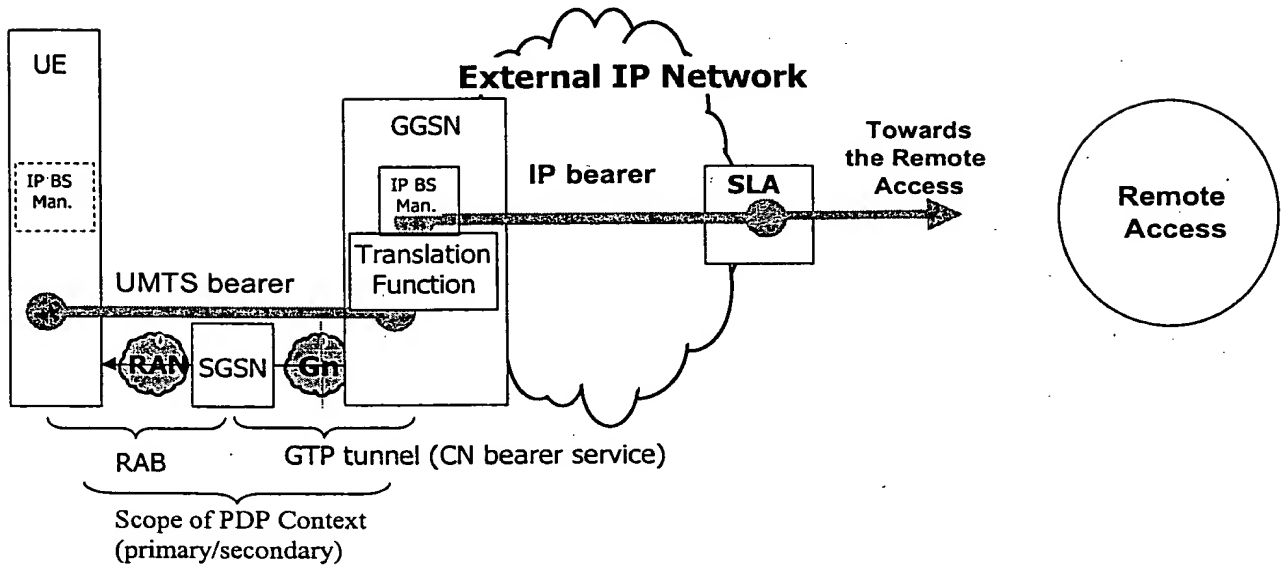 UE
External IP Network
GGSN
Towards
the Remote
Access
IP BS
Man.
IP BS
Man.
IP bearer
SLA
Remote
Access
Translation
Function
UMTS bearer
RAN
SGSN
Gn
RAB
GTP tunnel (CN bearer service)
Scope of PDP Context
(primary/secondary)